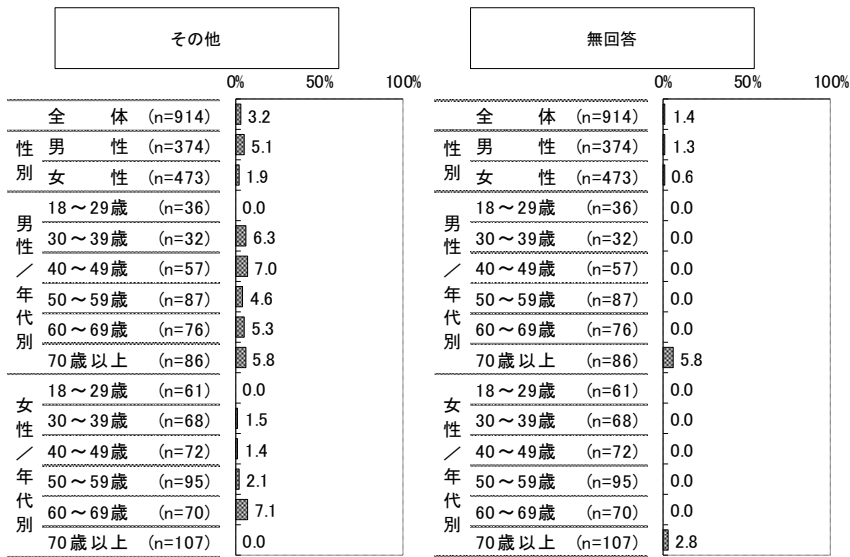 その他
0% 50% 100%
全 体 (n=914) 3.2
性別
男 性 (n=374) 5.1
女 性 (n=473) 1.9
男性/年代別
18~29歳 (n=36) 0.0
30~39歳 (n=32) 6.3
40~49歳 (n=57) 7.0
50~59歳 (n=87) 4.6
60~69歳 (n=76) 5.3
70歳以上 (n=86) 5.8
女性/年代別
18~29歳 (n=61) 0.0
30~39歳 (n=68) 1.5
40~49歳 (n=72) 1.4
50~59歳 (n=95) 2.1
60~69歳 (n=70) 7.1
70歳以上 (n=107) 0.0
無回答
0% 50% 100%
全 体 (n=914) 1.4
性別
男 性 (n=374) 1.3
女 性 (n=473) 0.6
男性/年代別
18~29歳 (n=36) 0.0
30~39歳 (n=32) 0.0
40~49歳 (n=57) 0.0
50~59歳 (n=87) 0.0
60~69歳 (n=76) 0.0
70歳以上 (n=86) 5.8
女性/年代別
18~29歳 (n=61) 0.0
30~39歳 (n=68) 0.0
40~49歳 (n=72) 0.0
50~59歳 (n=95) 0.0
60~69歳 (n=70) 0.0
70歳以上 (n=107) 2.8